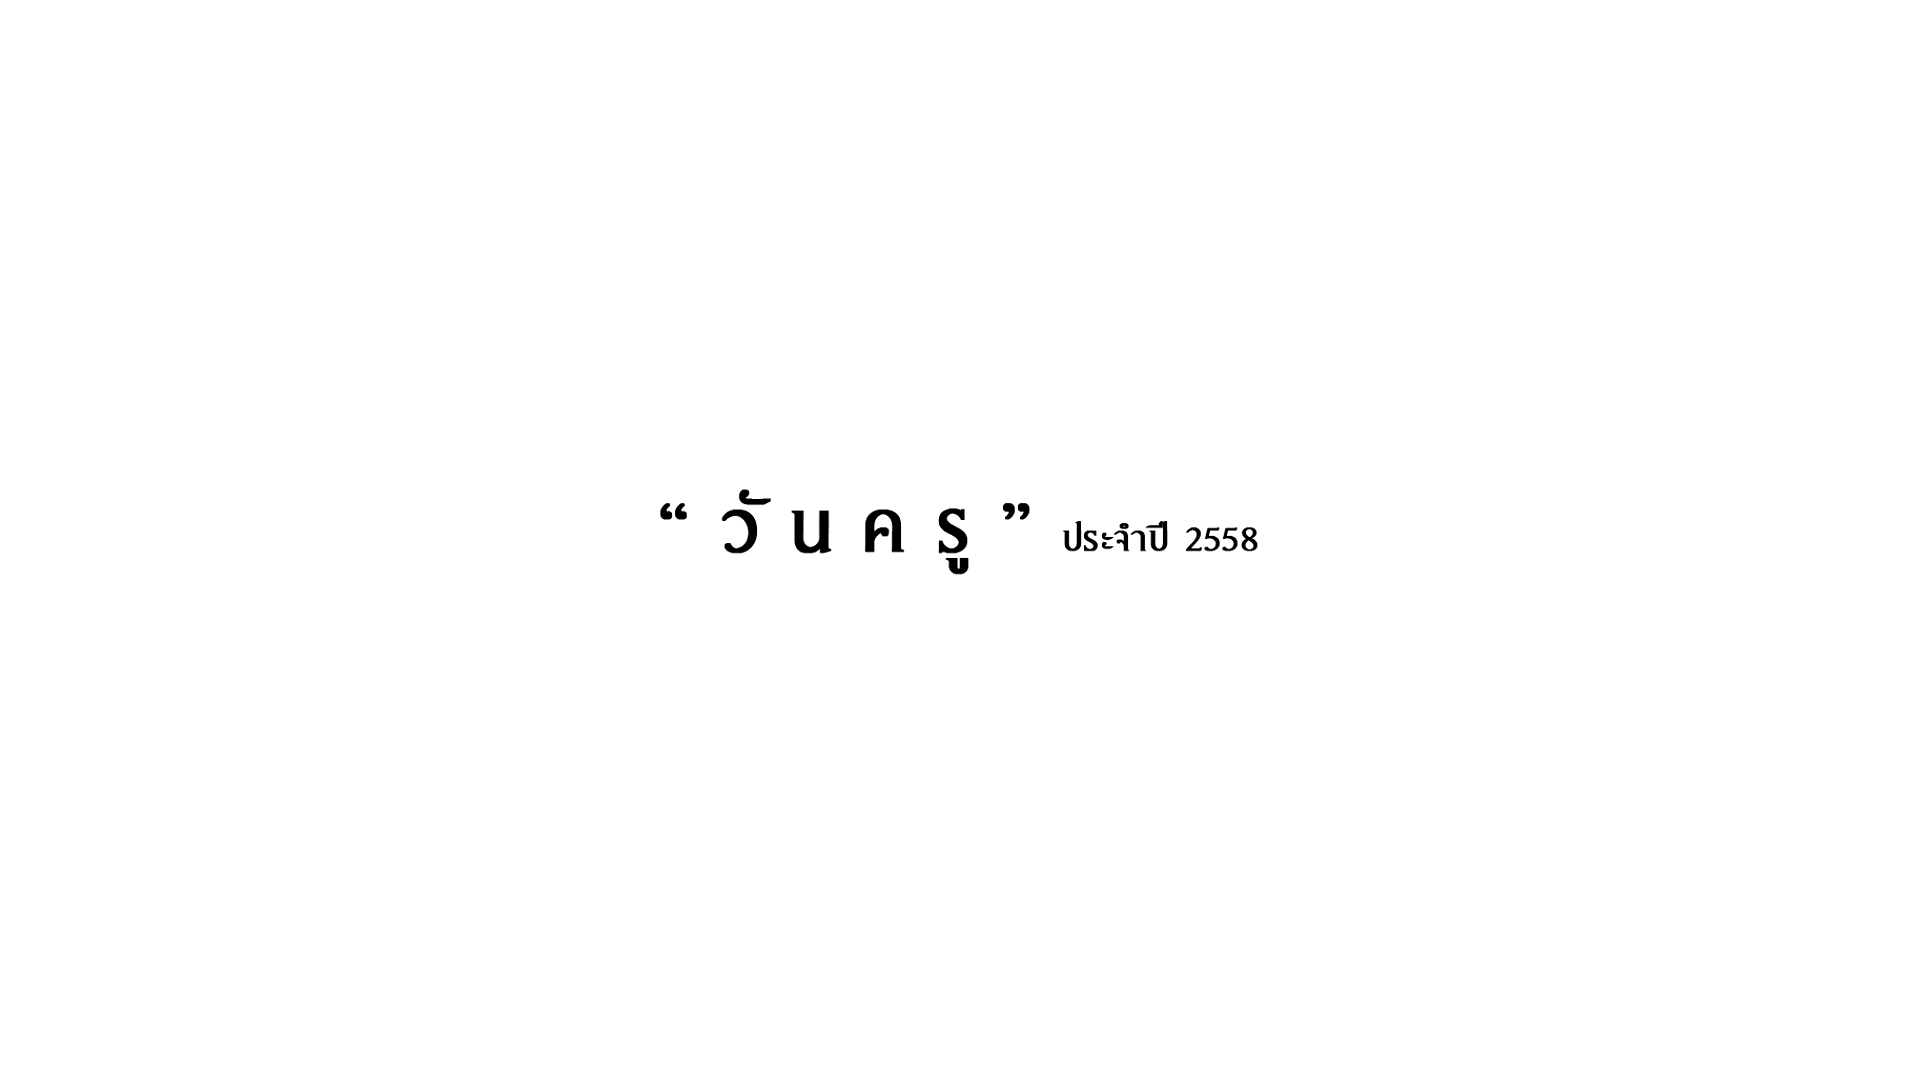 “ วั น ค รู ” ประจำปี 2558